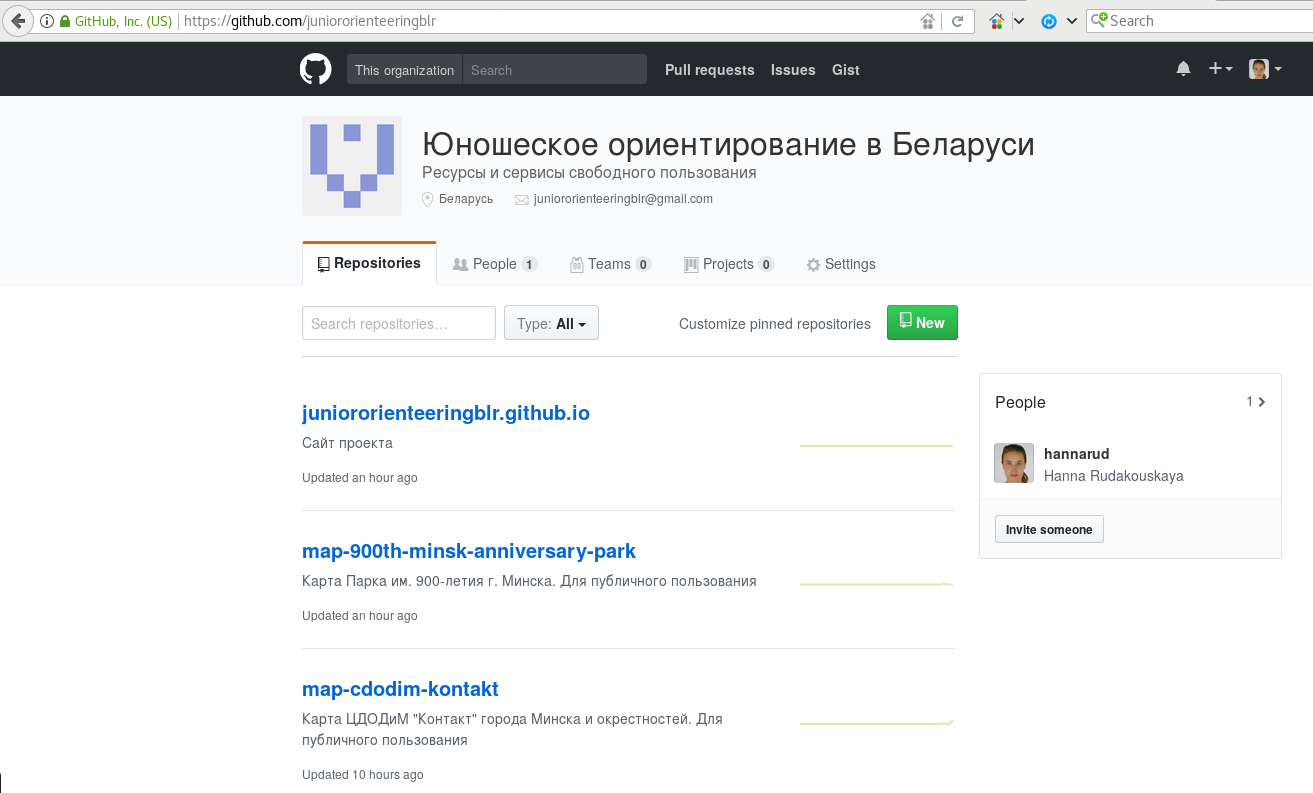 GitHub, Inc. (US) https://github.com/juniororienteeringblr Search
This organization Search Pull requests Issues Gist
Юношеское ориентирование в Беларуси
Ресурсы и сервисы свободного пользования
Беларусь juniororienteeringblr@gmail.com
Repositories People 1 Teams 0 Projects 0 Settings
Search repositories… Type: All Customize pinned repositories New
juniororienteeringblr.github.io
Сайт проекта
Updated an hour ago
map-900th-minsk-anniversary-park
Карта Парка им. 900-летия г. Минска. Для публичного пользования
Updated an hour ago
map-cdodim-kontakt
Карта ЦДОДиМ "Контакт" города Минска и окрестностей. Для
публичного пользования
Updated 10 hours ago
People 1
hannarud
Hanna Rudakouskaya
Invite someone